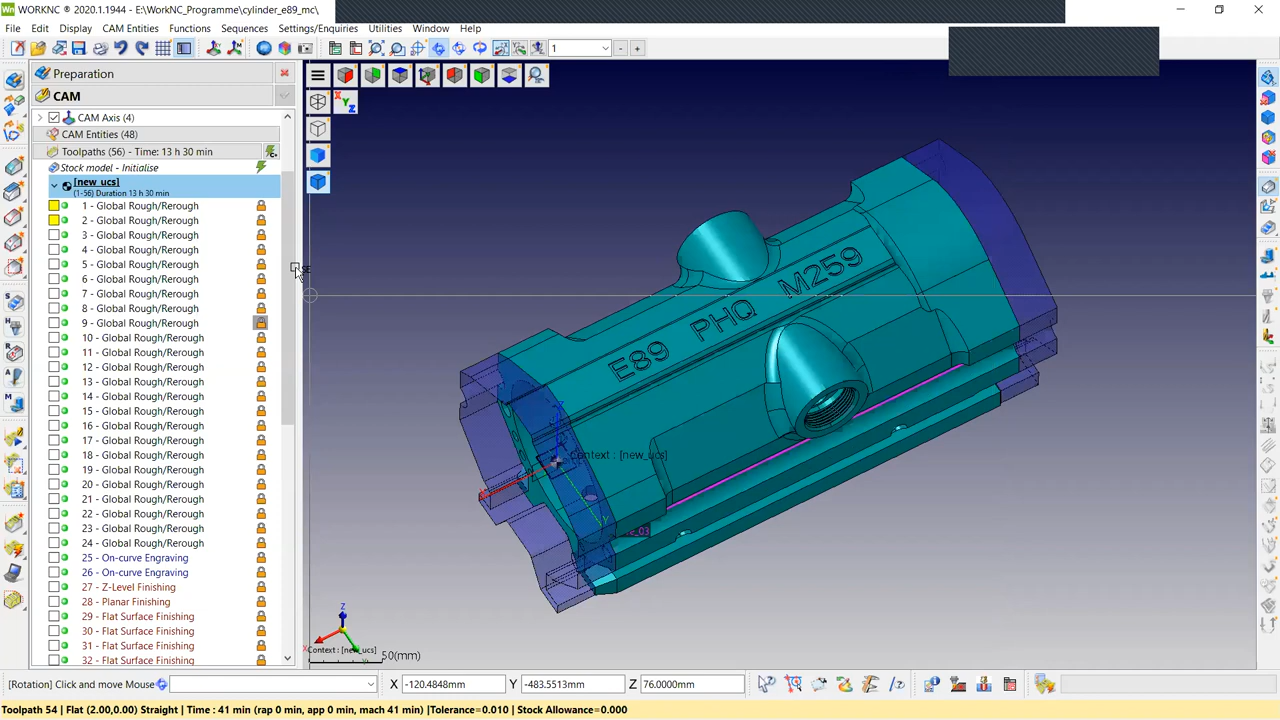 WORKNC ® 2020.1.1944 - E:\WorkNC_Programme\cylinder_e89_mc\
File Edit Display CAM Entities Functions Sequences Settings/Enquiries Utilities Window Help
1
- +
Preparation
CAM
CAM Axis (4)
CAM Entities (48)
Toolpaths (56) - Time: 13 h 30 min
Stock model - Initialise
[new_ucs]
(1-56) Duration 13 h 30 min
1 - Global Rough/Rerough
2 - Global Rough/Rerough
3 - Global Rough/Rerough
4 - Global Rough/Rerough
5 - Global Rough/Rerough
6 - Global Rough/Rerough
7 - Global Rough/Rerough
8 - Global Rough/Rerough
9 - Global Rough/Rerough
10 - Global Rough/Rerough
11 - Global Rough/Rerough
12 - Global Rough/Rerough
13 - Global Rough/Rerough
14 - Global Rough/Rerough
15 - Global Rough/Rerough
16 - Global Rough/Rerough
17 - Global Rough/Rerough
18 - Global Rough/Rerough
19 - Global Rough/Rerough
20 - Global Rough/Rerough
21 - Global Rough/Rerough
22 - Global Rough/Rerough
23 - Global Rough/Rerough
24 - Global Rough/Rerough
25 - On-curve Engraving
26 - On-curve Engraving
27 - Z-Level Finishing
28 - Planar Finishing
29 - Flat Surface Finishing
30 - Flat Surface Finishing
31 - Flat Surface Finishing
32 - Flat Surface Finishing
E89 PHQ M259
Context : [new_ucs]
Z
X
Y
Context : [new_ucs]
50(mm)
[Rotation] Click and move Mouse
X -120.4848mm Y -483.5513mm Z 76.0000mm
Toolpath 54 | Flat (2.00,0.00) Straight | Time : 41 min (rap 0 min, app 0 min, mach 41 min) |Tolerance=0.010 | Stock Allowance=0.000